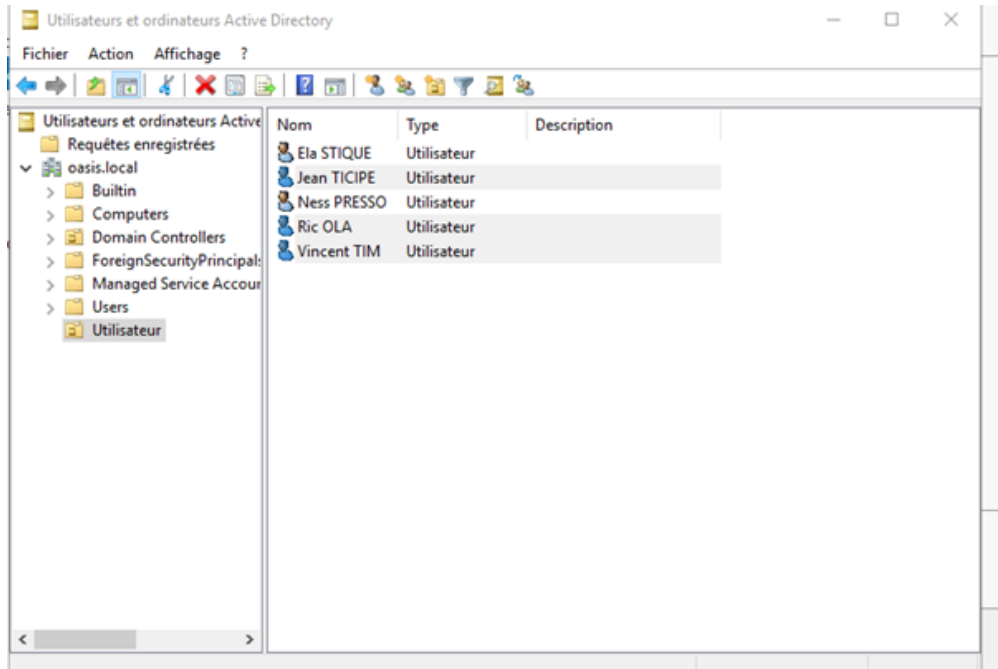 Utilisateurs et ordinateurs Active Directory
Fichier Action Affichage ?
Utilisateurs et ordinateurs Active
Requêtes enregistrées
oasis.local
Builtin
Computers
Domain Controllers
ForeignSecurityPrincipals
Managed Service Accour
Users
Utilisateur
Nom Type Description
Ela STIQUE Utilisateur
Jean TICIPE Utilisateur
Ness PRESSO Utilisateur
Ric OLA Utilisateur
Vincent TIM Utilisateur